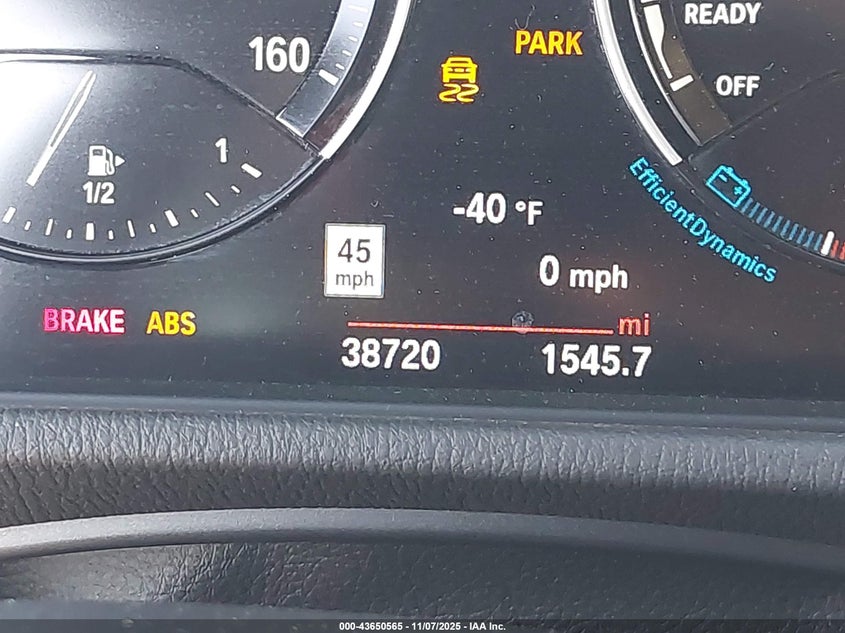 READY
PARK
160
OFF
1
1/2
-40 °F
EfficientDynamics
45
mph
0 mph
BRAKE ABS
mi
38720 1545.7
000-43650565 - 11/07/2025 - IAA Inc.